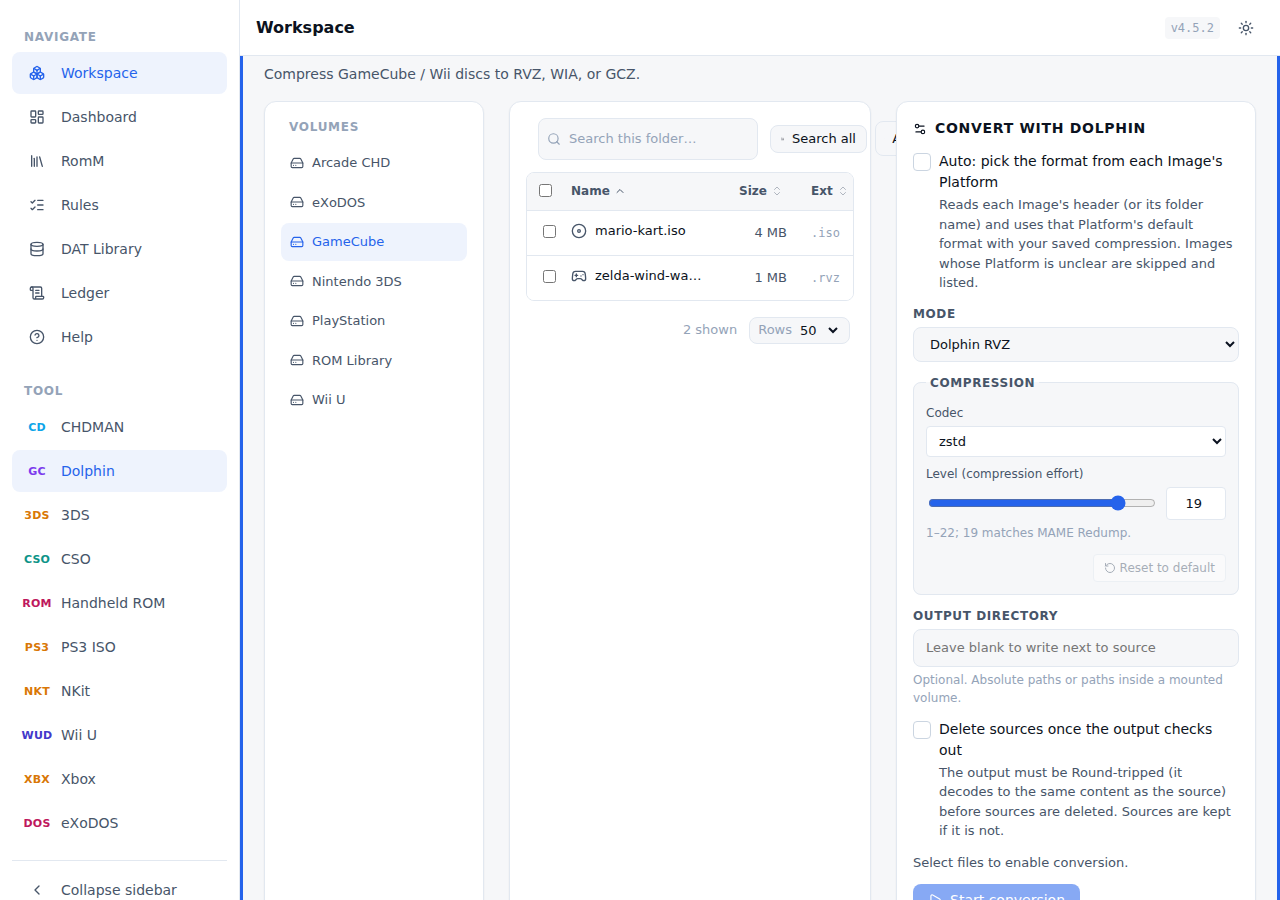 NAVIGATE
Workspace
Dashboard
RomM
Rules
DAT Library
Ledger
Help
TOOL
CD CHDMAN
GC Dolphin
3DS 3DS
CSO CSO
ROM Handheld ROM
PS3 PS3 ISO
NKT NKit
WUD Wii U
XBX Xbox
DOS eXoDOS
Collapse sidebar
Workspace
v4.5.2
Compress GameCube / Wii discs to RVZ, WIA, or GCZ.
VOLUMES
Arcade CHD
eXoDOS
GameCube
Nintendo 3DS
PlayStation
ROM Library
Wii U
Search this folder…
Search all
Name Size Ext
mario-kart.iso 4 MB .iso
zelda-wind-wa… 1 MB .rvz
2 shown Rows 50
CONVERT WITH DOLPHIN
Auto: pick the format from each Image's
Platform
Reads each Image's header (or its folder
name) and uses that Platform's default
format with your saved compression. Images
whose Platform is unclear are skipped and
listed.
MODE
Dolphin RVZ
COMPRESSION
Codec
zstd
Level (compression effort)
19
1–22; 19 matches MAME Redump.
Reset to default
OUTPUT DIRECTORY
Leave blank to write next to source
Optional. Absolute paths or paths inside a mounted
volume.
Delete sources once the output checks
out
The output must be Round-tripped (it
decodes to the same content as the source)
before sources are deleted. Sources are kept
if it is not.
Select files to enable conversion.
Start conversion